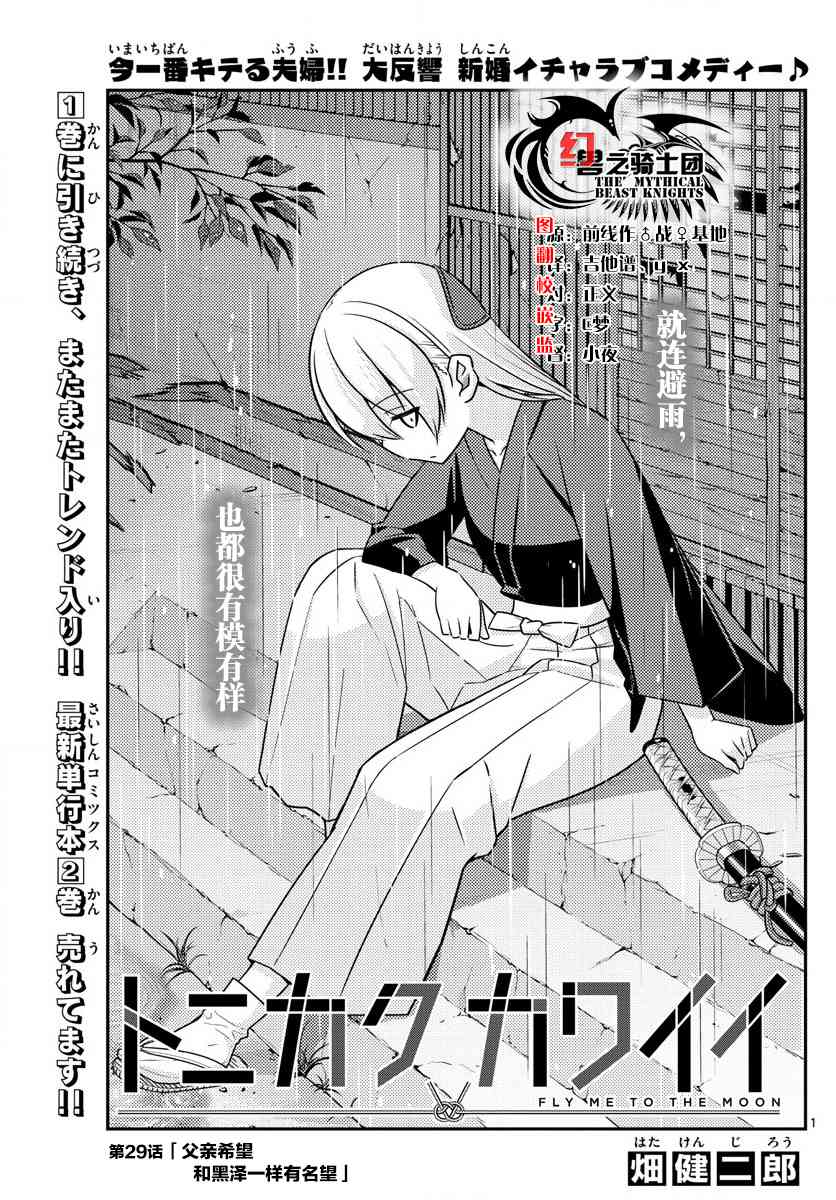 今一番キテる夫婦!! 大反響 新婚イチャラブコメディー♪
いまいちばん ふうふ だいはんきょう しんこん
1巻に引き続き、またまたトレンド入り!! 最新単行本2巻 売れてます!!
かん ひ つづ い さいしんコミックス かん う
幻兽之骑士团
THE MYTHICAL
BEAST KNIGHTS
图源: 前线作♂战♀基地
翻译: 吉他谱、y x
校对: 正义
嵌字: C梦
监督: 小夜
就连避雨,
也都很有模有样
トニカクカワイイ
FLY ME TO THE MOON
1
第29话「父亲希望
和黑泽一样有名望」
はた けん じ ろう
畑健二郎